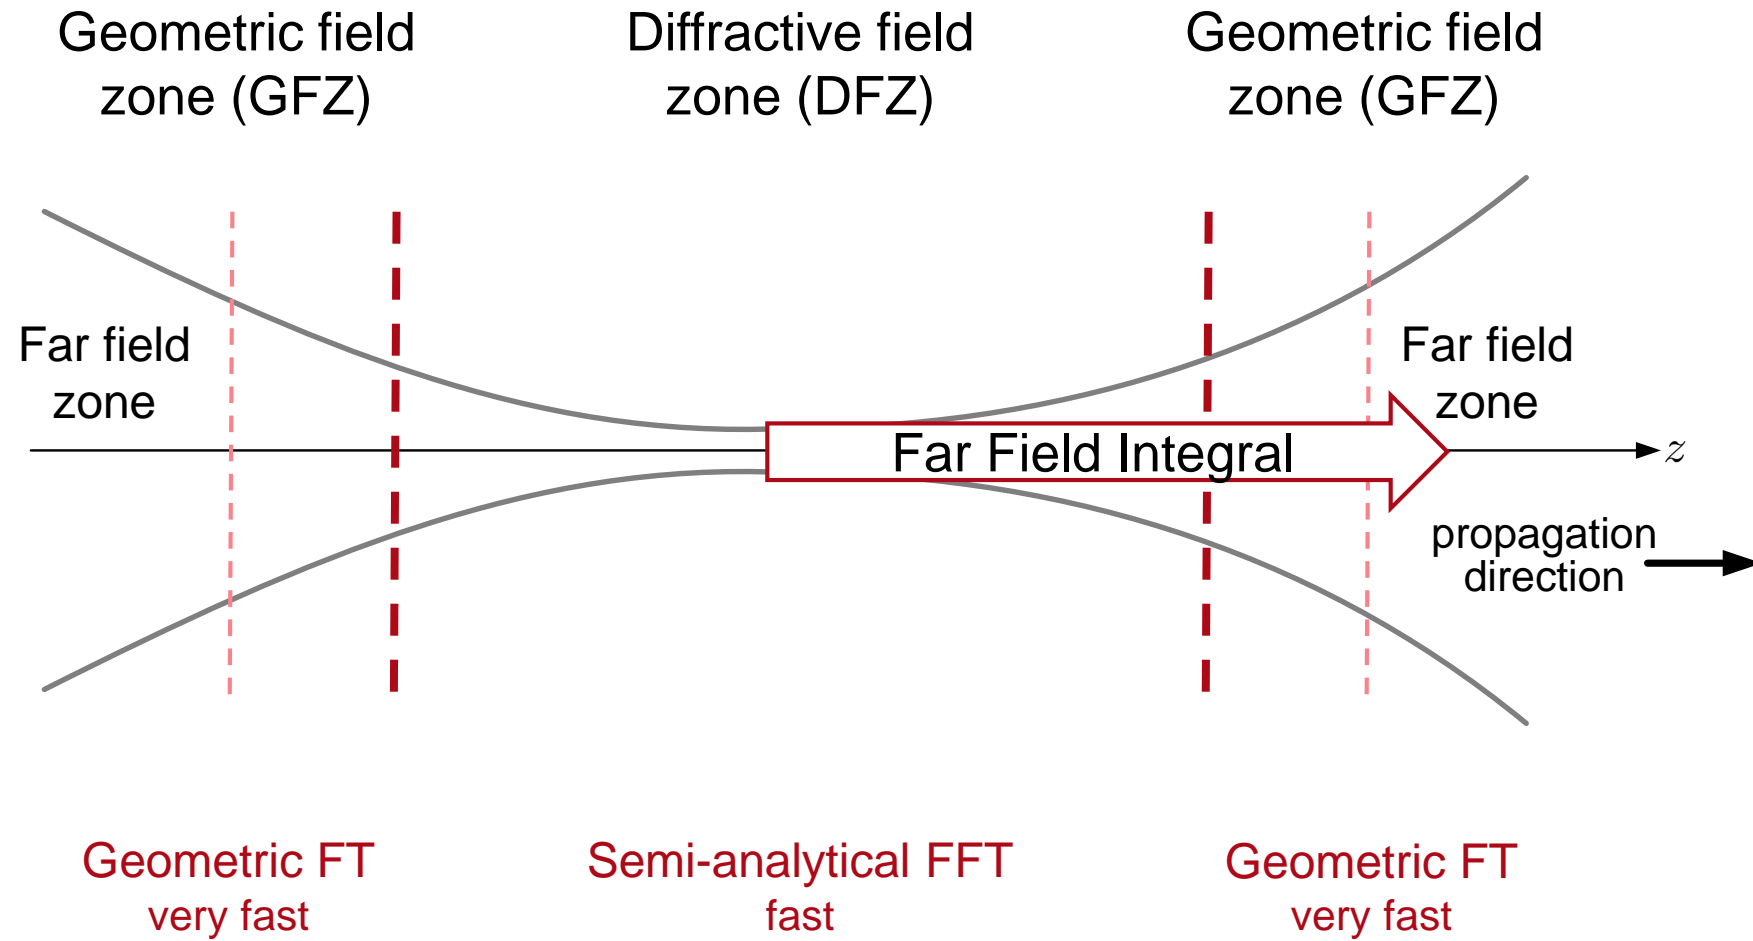 Geometric field
zone (GFZ)
Diffractive field
zone (DFZ)
Geometric field
zone (GFZ)
Far field
zone
Far field
zone
Far Field Integral
z
propagation
direction
Geometric FT
very fast
Semi-analytical FFT
fast
Geometric FT
very fast